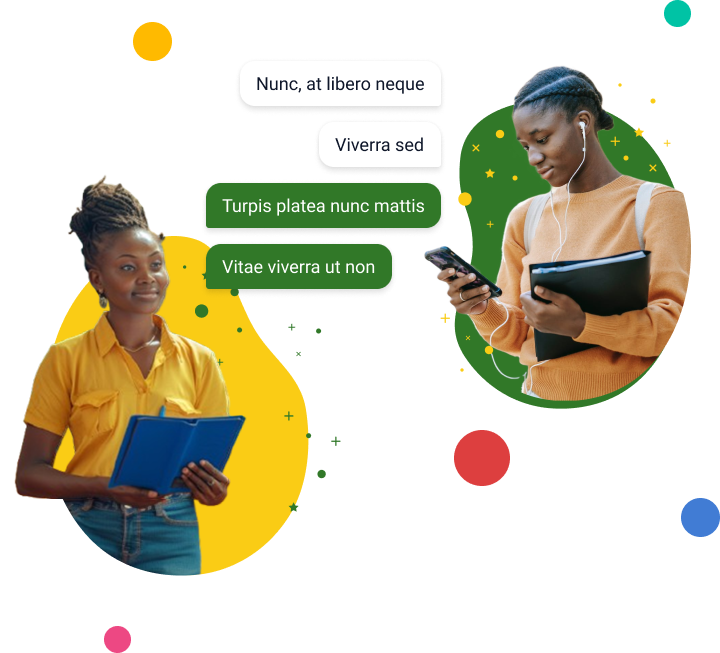 Nunc, at libero neque
Viverra sed
Turpis platea nunc mattis
Vitae viverra ut non